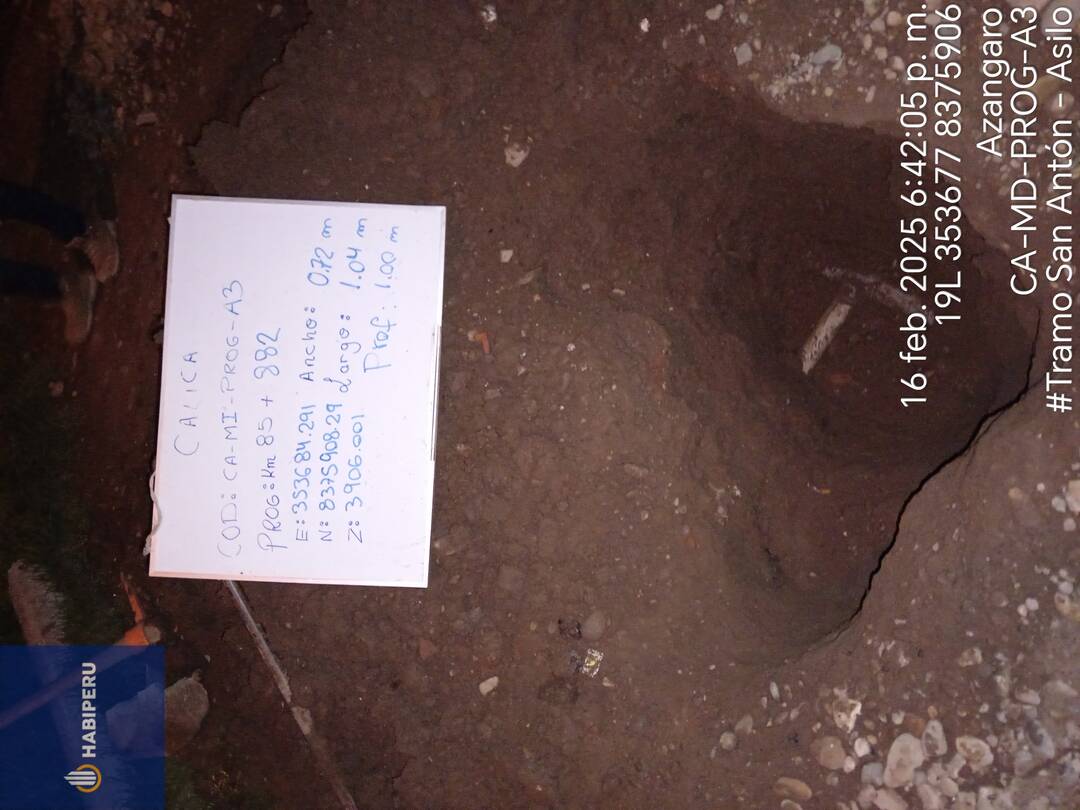 HABIPERU
CALICA
COD: CA-MI-PROG-A3
PROG: Km 85 + 882
E: 353684.291 Ancho: 0.72 m
N: 8375908.29 Largo: 1.04 m
Z: 3906.001 Prof: 1.00 m
16 feb. 2025 6:42:05 p. m.
19L 353677 8375906
Azangaro
CA-MD-PROG-A3
#Tramo San Antón - Asilo